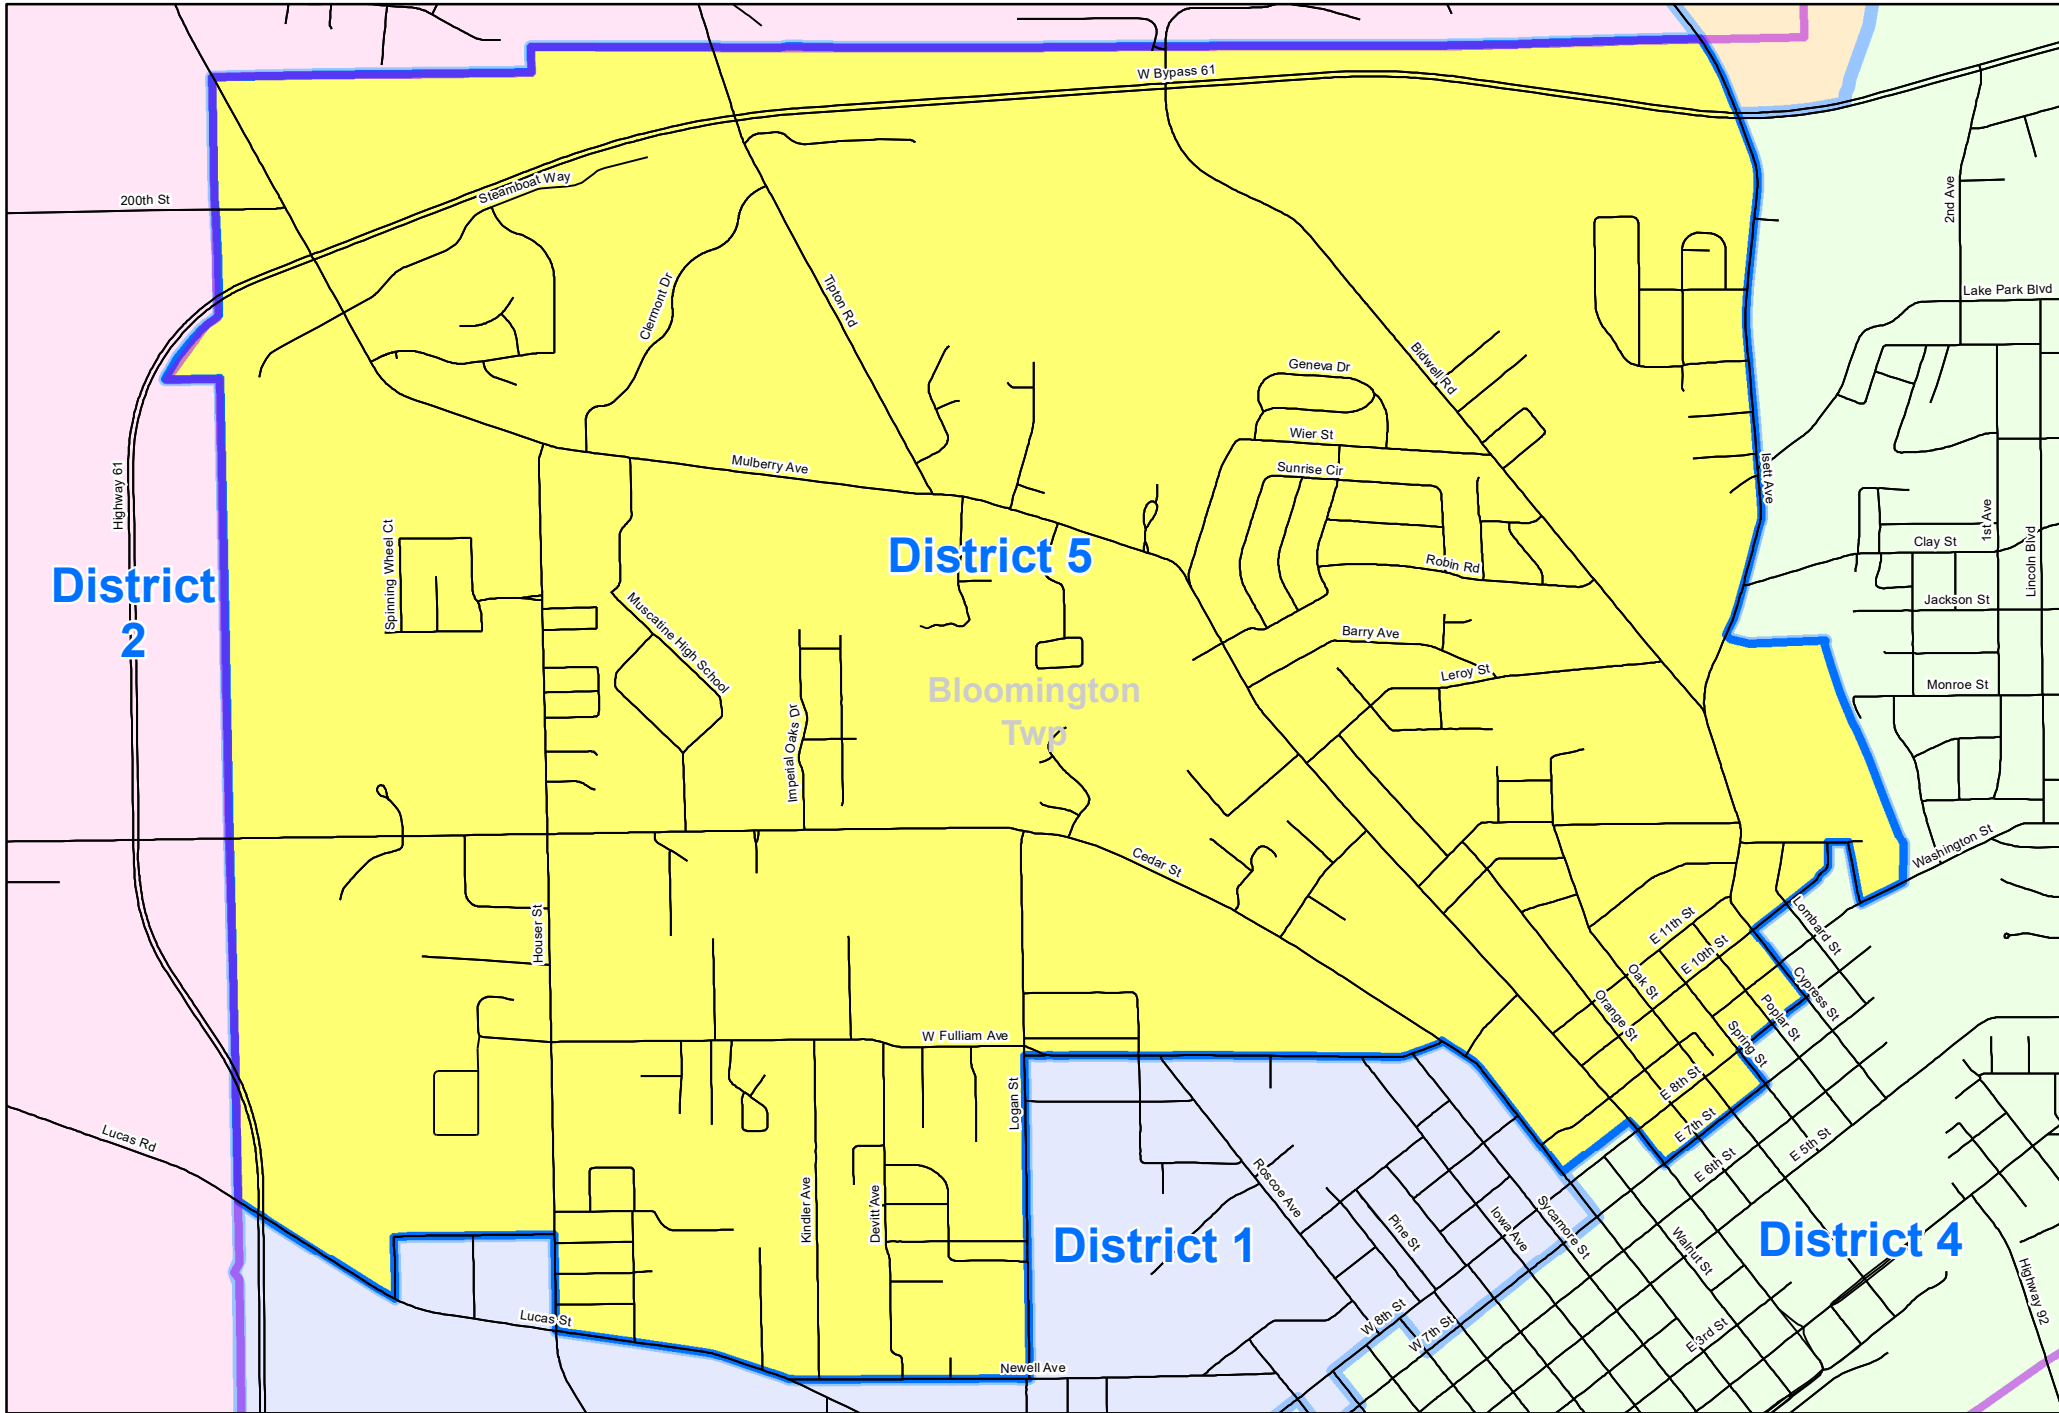 W Bypass 61
Steamboat Way
200th St
2nd Ave
Clermont Dr
Tipton Rd
Lake Park Blvd
Geneva Dr
Bidwell Rd
Wier St
Mulberry Ave
Sunrise Cir
Isett Ave
Highway 61
Spinning Wheel Ct
1st Ave
Lincoln Blvd
Clay St
District 5
Robin Rd
District
2
Jackson St
Muscatine High School
Barry Ave
Leroy St
Monroe St
Bloomington
Twp
Imperial Oaks Dr
Washington St
Cedar St
Houser St
Lombard St
E 11th St
E 10th St
Oak St
Cypress St
Orange St
Poplar St
Spring St
W Fulliam Ave
E 8th St
Logan St
E 7th St
Lucas Rd
E 5th St
E 6th St
Roscoe Ave
Kindler Ave
Devitt Ave
Pine St
Iowa Ave
Sycamore St
Walnut St
District 1
District 4
Highway 92
Lucas St
W 8th St
W 7th St
E 3rd St
Newell Ave